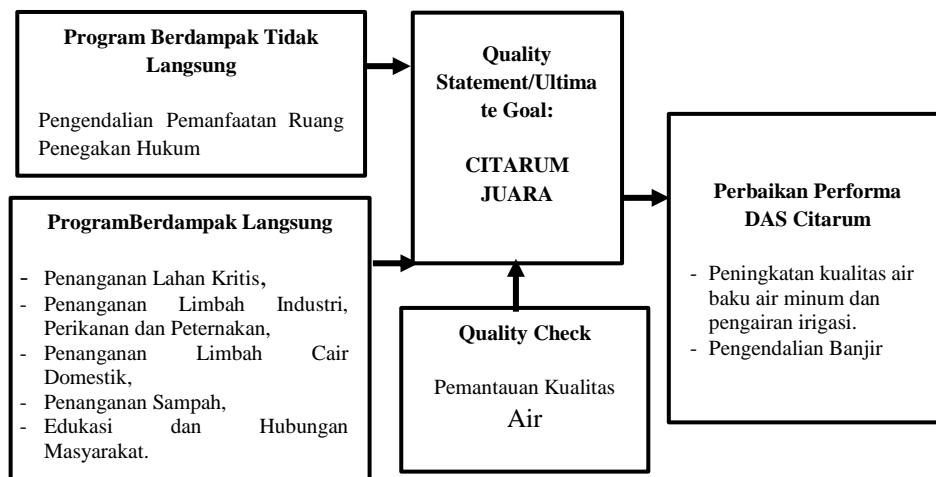 Program Berdampak Tidak
Langsung
Pengendalian Pemanfaatan Ruang
Penegakan Hukum
ProgramBerdampak Langsung
- Penanganan Lahan Kritis,
- Penanganan Limbah Industri,
Perikanan dan Peternakan,
- Penanganan Limbah Cair
Domestik,
- Penanganan Sampah,
- Edukasi dan Hubungan
Masyarakat.
Quality
Statement/Ultima
te Goal:
CITARUM
JUARA
Quality Check
Pemantauan Kualitas
Air
Perbaikan Performa
DAS Citarum
- Peningkatan kualitas air
baku air minum dan
pengairan irigasi.
- Pengendalian Banjir